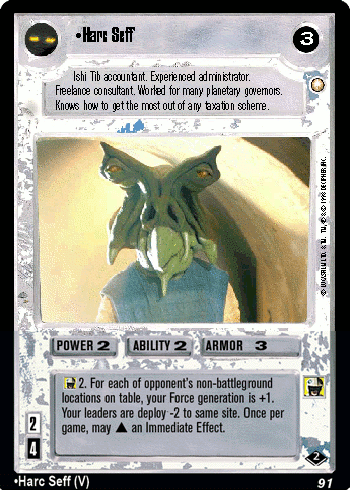 •Harc Seff
3
Ishi Tib accountant. Experienced administrator.
Freelance consultant. Worked for many planetary governors.
Knows how to get the most out of any taxation scheme.
POWER 2 ABILITY 2 ARMOR 3
2. For each of opponent's non-battleground
locations on table, your Force generation is +1.
Your leaders are deploy -2 to same site. Once per
game, may ▲ an Immediate Effect.
2
4
2
•Harc Seff (V)
91